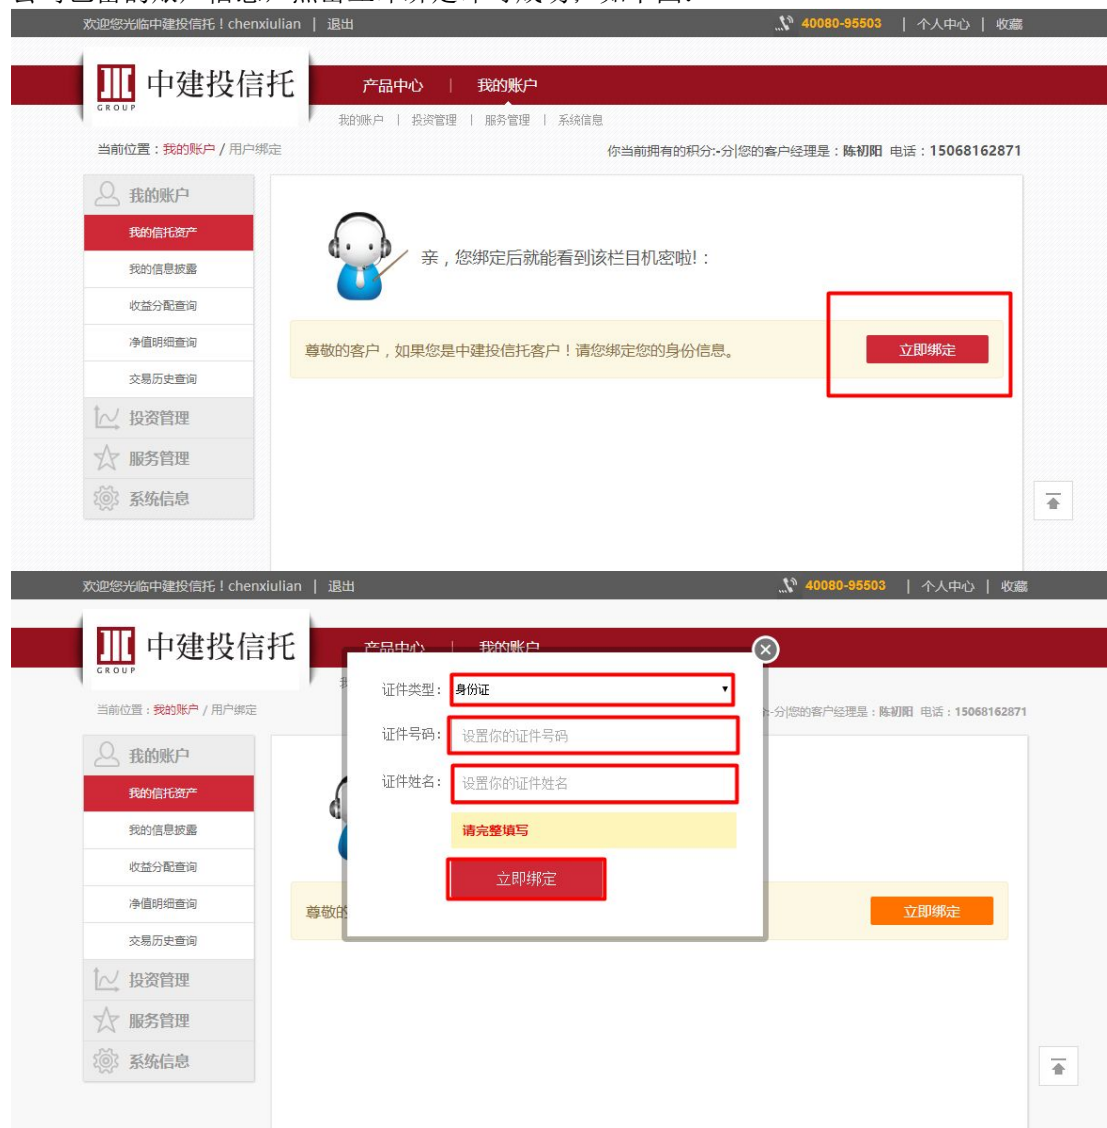 欢迎您光临中建投信托！chenxiulian | 退出 40080-95503 | 个人中心 | 收藏
中建投信托
GROUP
产品中心 | 我的账户
我的账户 | 投资管理 | 服务管理 | 系统信息
当前位置：我的账户 / 用户绑定 你当前拥有的积分:-分|您的客户经理是：陈初阳 电话：15068162871
我的账户
我的信托资产
我的信息披露
收益分配查询
净值明细查询
交易历史查询
投资管理
服务管理
系统信息
亲，您绑定后就能看到该栏目机密啦!：
尊敬的客户，如果您是中建投信托客户！请您绑定您的身份信息。 立即绑定
欢迎您光临中建投信托！chenxiulian | 退出 40080-95503 | 个人中心 | 收藏
中建投信托
GROUP
产品中心 | 我的账户
当前位置：我的账户 / 用户绑定 :-分|您的客户经理是：陈初阳 电话：15068162871
我的账户
我的信托资产
我的信息披露
收益分配查询
净值明细查询
交易历史查询
投资管理
服务管理
系统信息
证件类型： 身份证
证件号码： 设置你的证件号码
证件姓名： 设置你的证件姓名
请完整填写
立即绑定
尊敬的 立即绑定